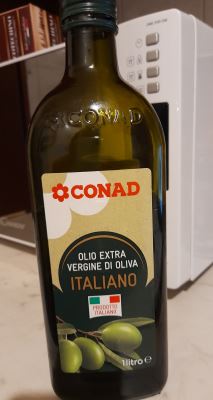 CONAD
CONAD
OLIO EXTRA
VERGINE DI OLIVA
ITALIANO
PRODOTTO
ITALIANO
1 litro e